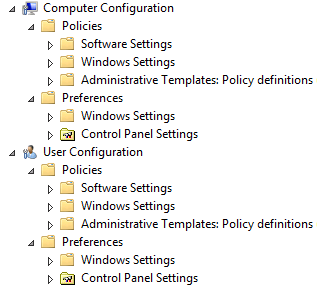 Computer Configuration
Policies
Software Settings
Windows Settings
Administrative Templates: Policy definitions
Preferences
Windows Settings
Control Panel Settings
User Configuration
Policies
Software Settings
Windows Settings
Administrative Templates: Policy definitions
Preferences
Windows Settings
Control Panel Settings